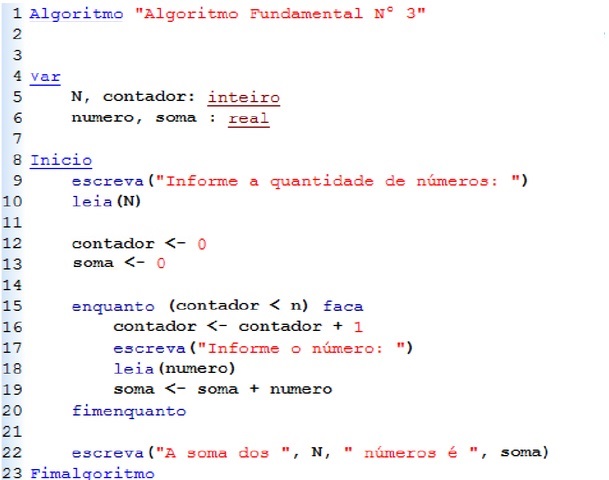 1 Algoritmo "Algoritmo Fundamental N° 3"
2
3
4 var
5 N, contador: inteiro
6 numero, soma : real
7
8 Inicio
9 escreva("Informe a quantidade de números: ")
10 leia(N)
11
12 contador <- 0
13 soma <- 0
14
15 enquanto (contador < n) faca
16 contador <- contador + 1
17 escreva("Informe o número: ")
18 leia(numero)
19 soma <- soma + numero
20 fimenquanto
21
22 escreva("A soma dos ", N, " números é ", soma)
23 Fimalgoritmo